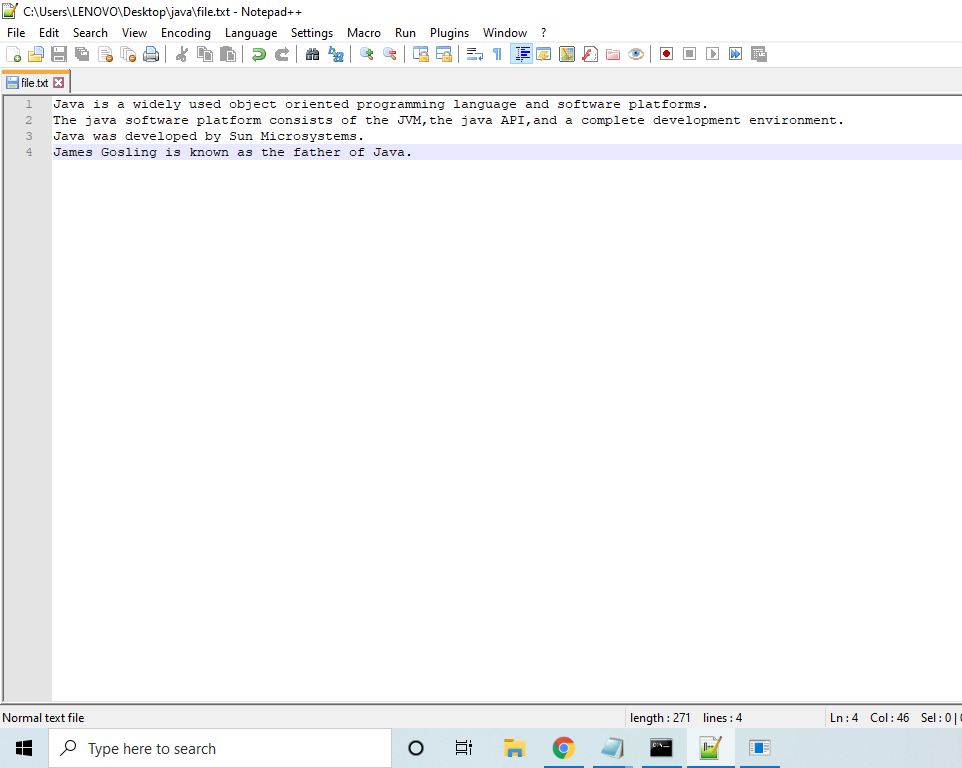 C:\Users\LENOVO\Desktop\java\file.txt - Notepad++
File Edit Search View Encoding Language Settings Macro Run Plugins Window ?
file.txt
1 Java is a widely used object oriented programming language and software platforms.
2 The java software platform consists of the JVM,the java API,and a complete development environment.
3 Java was developed by Sun Microsystems.
4 James Gosling is known as the father of Java.
Normal text file length : 271 lines : 4 Ln : 4 Col : 46 Sel : 0 |
Type here to search